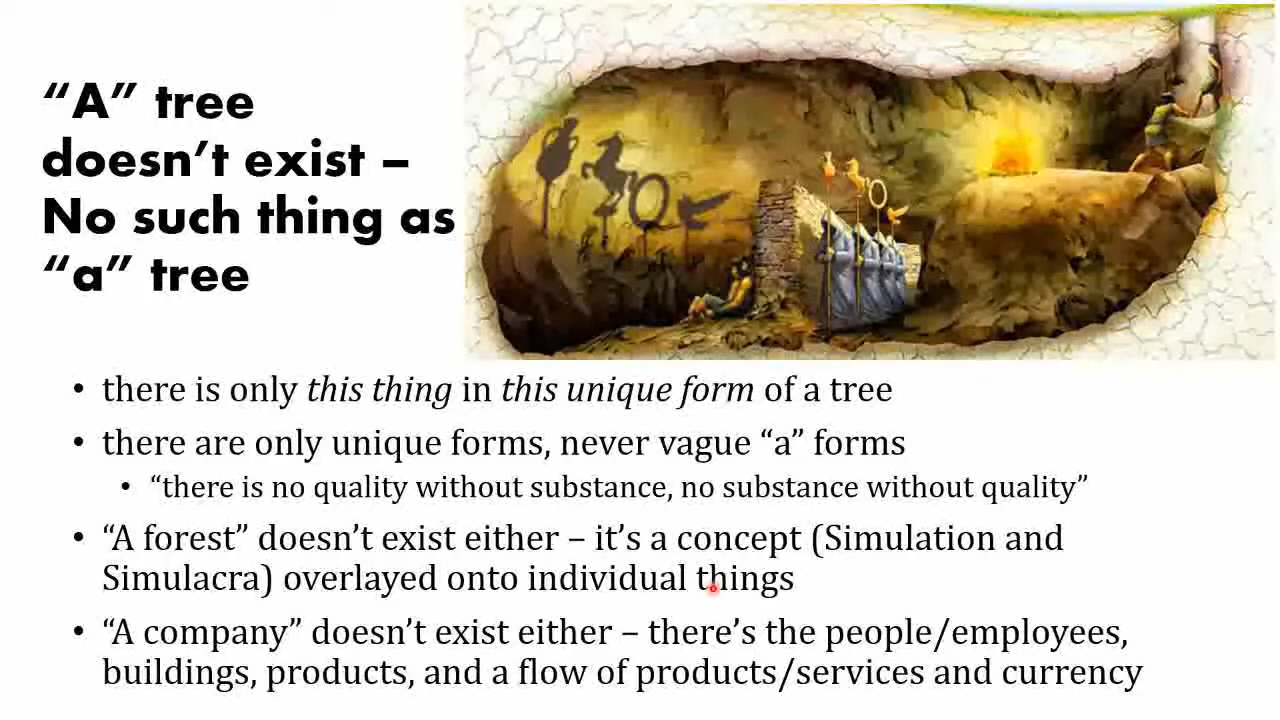 “A” tree
doesn’t exist –
No such thing as
“a” tree
• there is only this thing in this unique form of a tree
• there are only unique forms, never vague “a” forms
• “there is no quality without substance, no substance without quality”
• “A forest” doesn’t exist either – it’s a concept (Simulation and
Simulacra) overlayed onto individual things
• “A company” doesn’t exist either – there’s the people/employees,
buildings, products, and a flow of products/services and currency